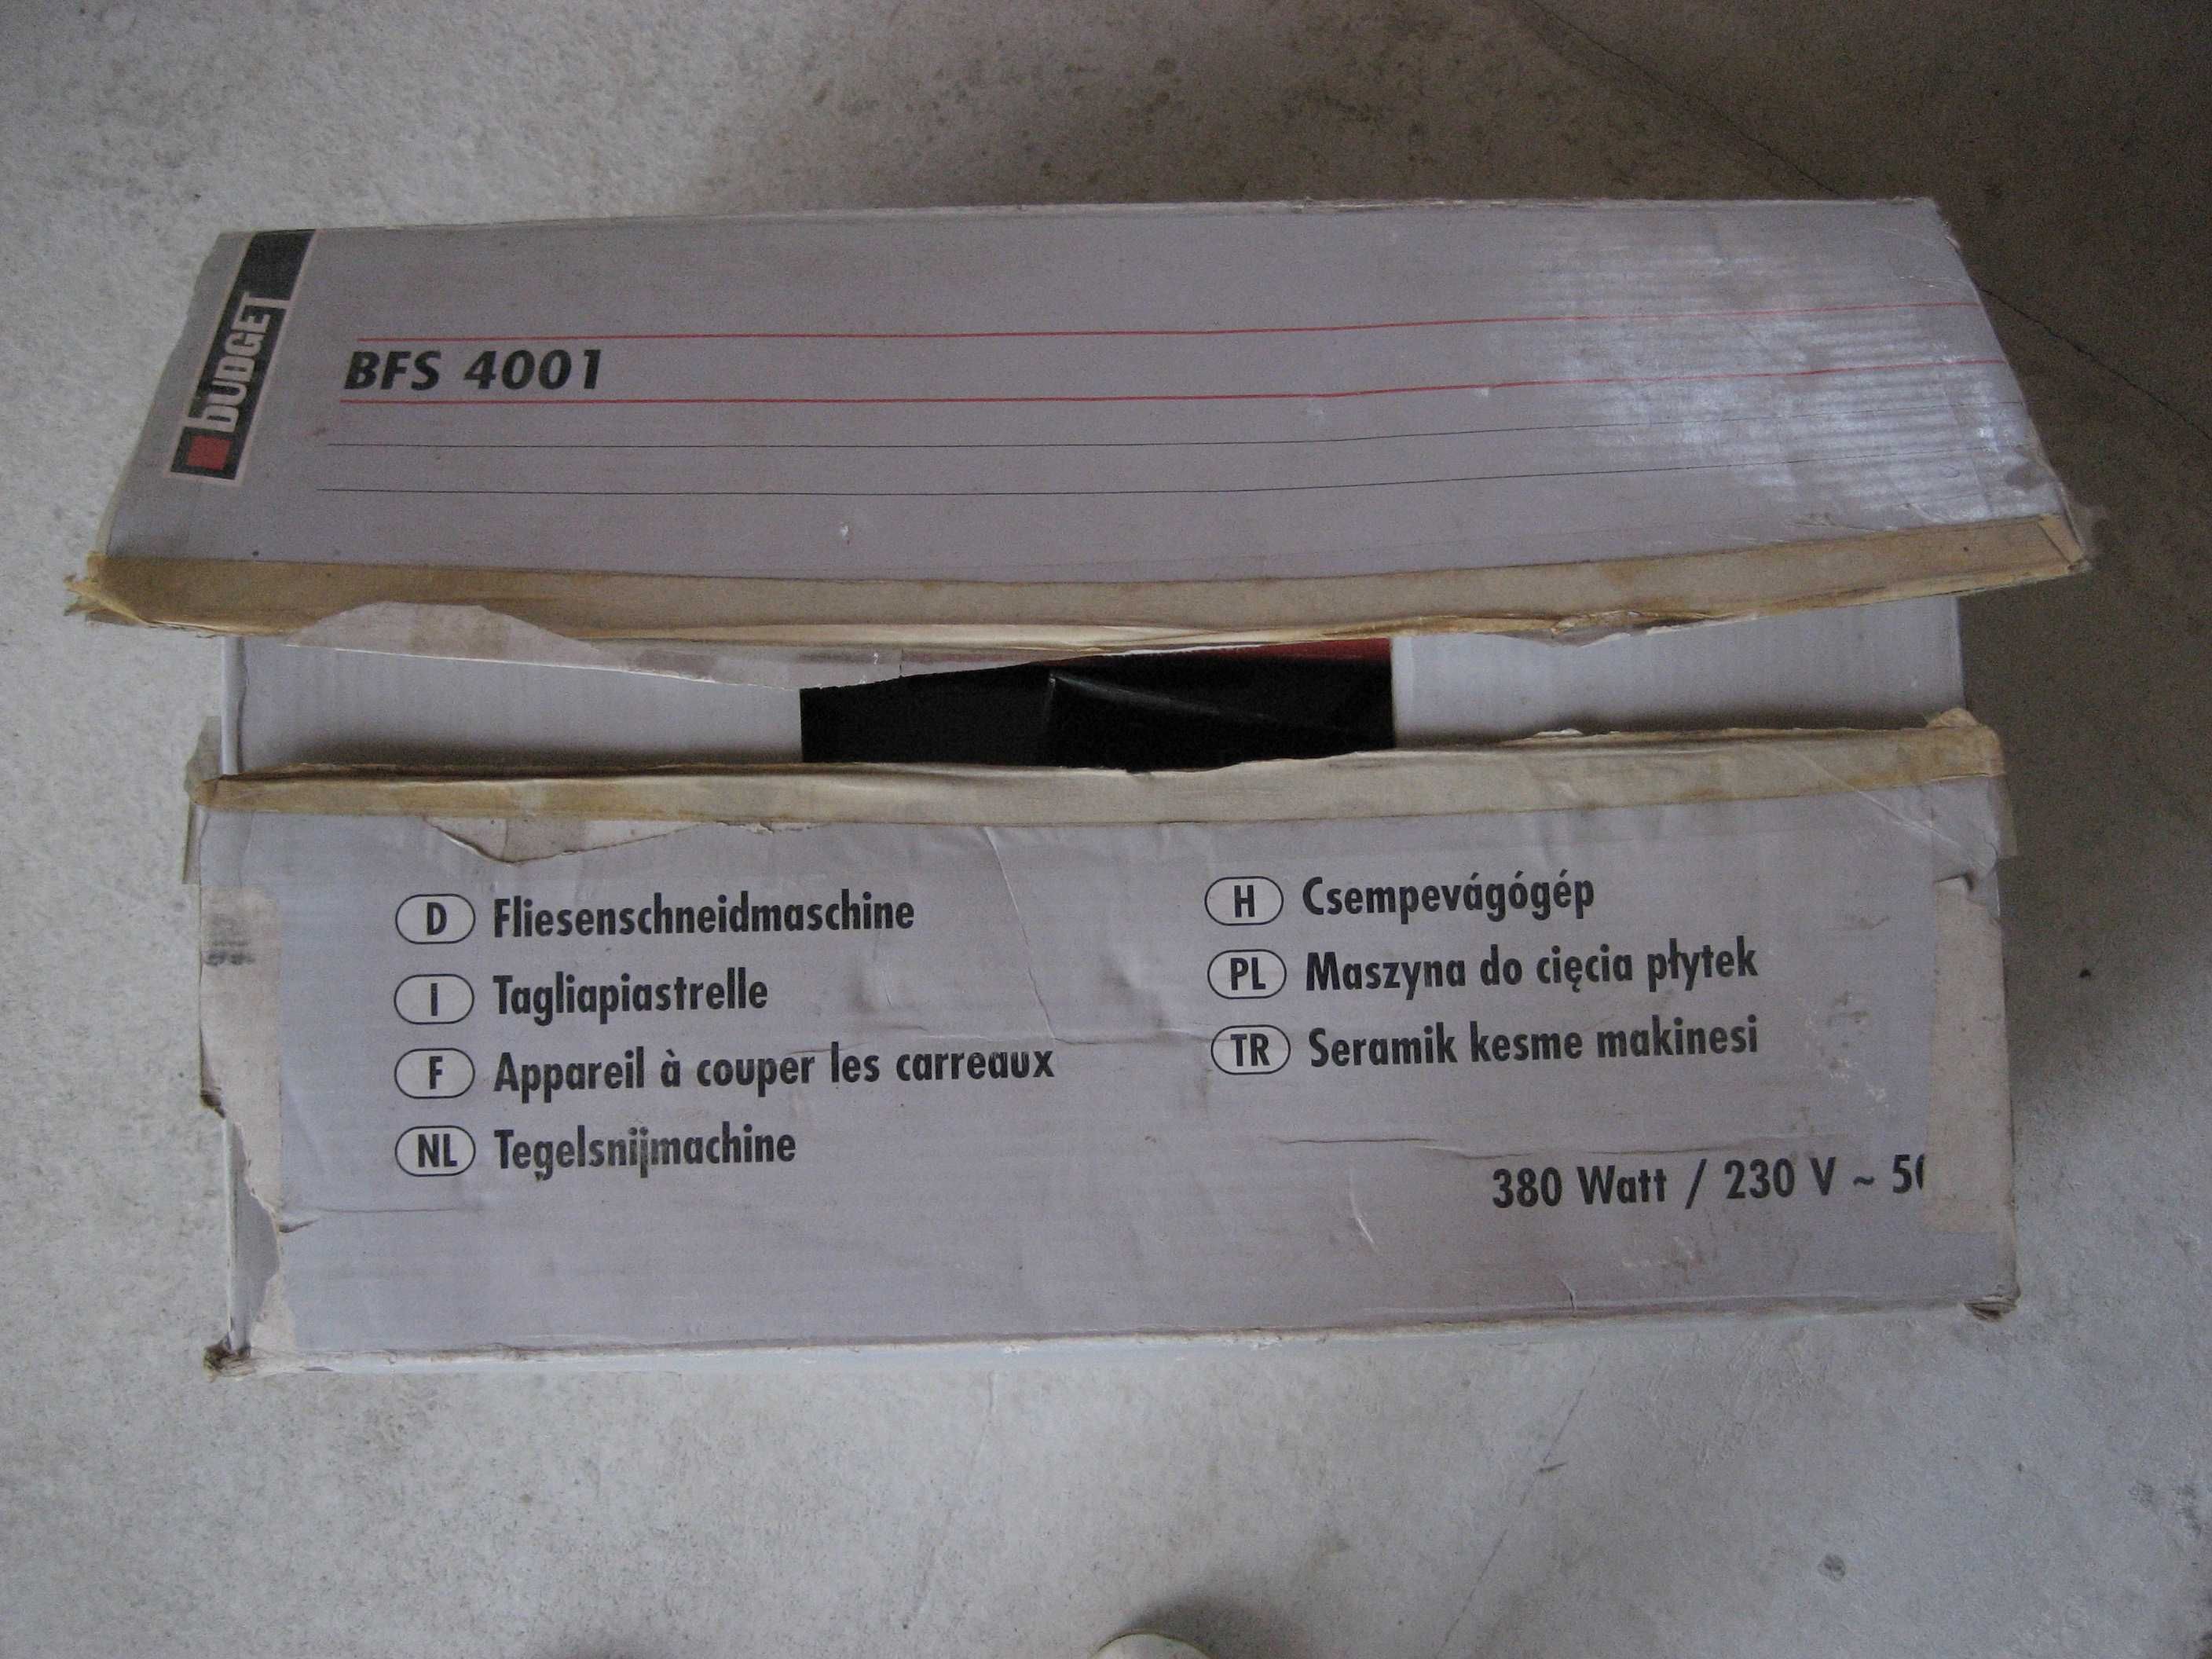 bUDGET
BFS 4001
D Fliesenschneidmaschine
I Tagliapiastrelle
F Appareil à couper les carreaux
NL Tegelsnijmachine
H Csempevágógép
PL Maszyna do cięcia płytek
TR Seramik kesme makinesi
380 Watt / 230 V ~